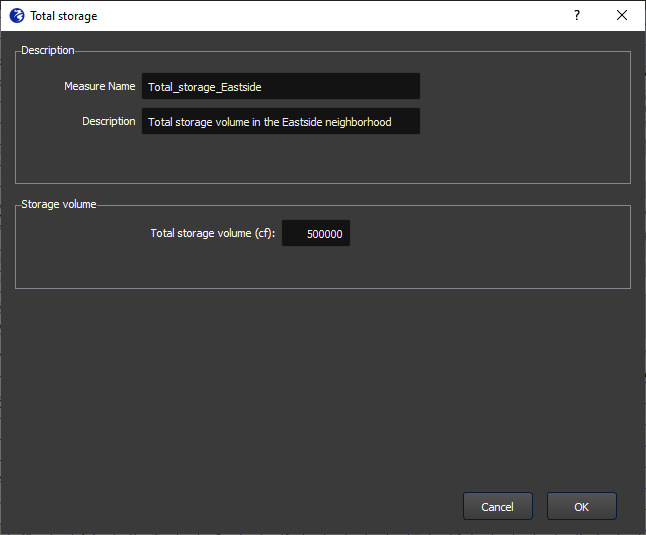 Total storage
?
Description
Measure Name Total_storage_Eastside
Description Total storage volume in the Eastside neighborhood
Storage volume
Total storage volume (cf): 500000
Cancel OK